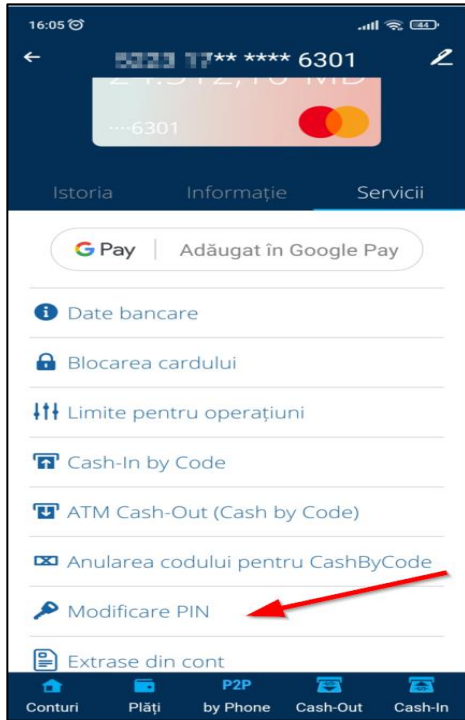 16:05 44
17** **** 6301
····6301
Istoria Informație Servicii
G Pay Adăugat în Google Pay
Date bancare
Blocarea cardului
Limite pentru operațiuni
Cash-In by Code
ATM Cash-Out (Cash by Code)
Anularea codului pentru CashByCode
Modificare PIN
Extrase din cont
P2P
Conturi Plăți by Phone Cash-Out Cash-In